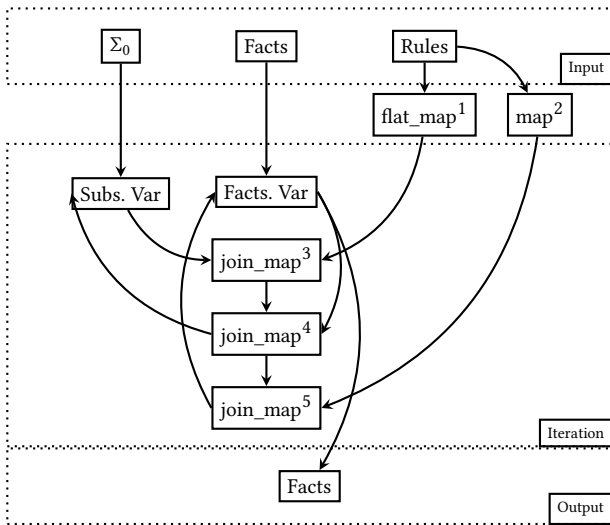 Σ₀ Facts Rules
Input
flat_map¹ map²
Subs. Var Facts. Var
join_map³
join_map⁴
join_map⁵
Iteration
Facts
Output